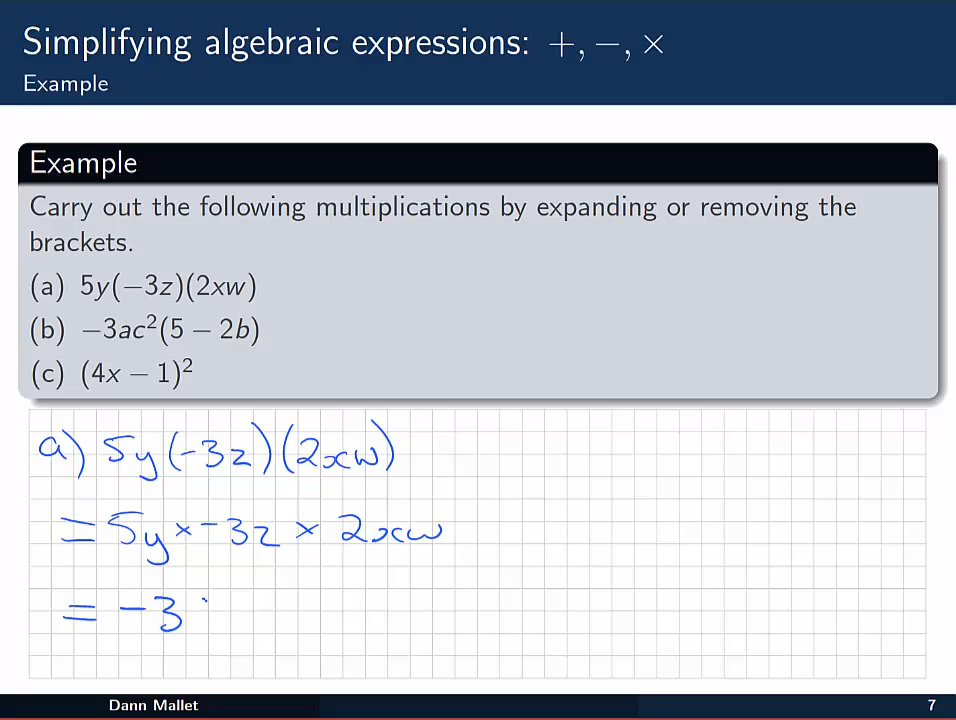 Simplifying algebraic expressions: +, −, ×
Example
Example
Carry out the following multiplications by expanding or removing the
brackets.
(a) 5y(−3z)(2xw)
(b) −3ac²(5 − 2b)
(c) (4x − 1)²
a) 5y(-3z)(2xw)
= 5y × -3z × 2xw
= -3
Dann Mallet 7